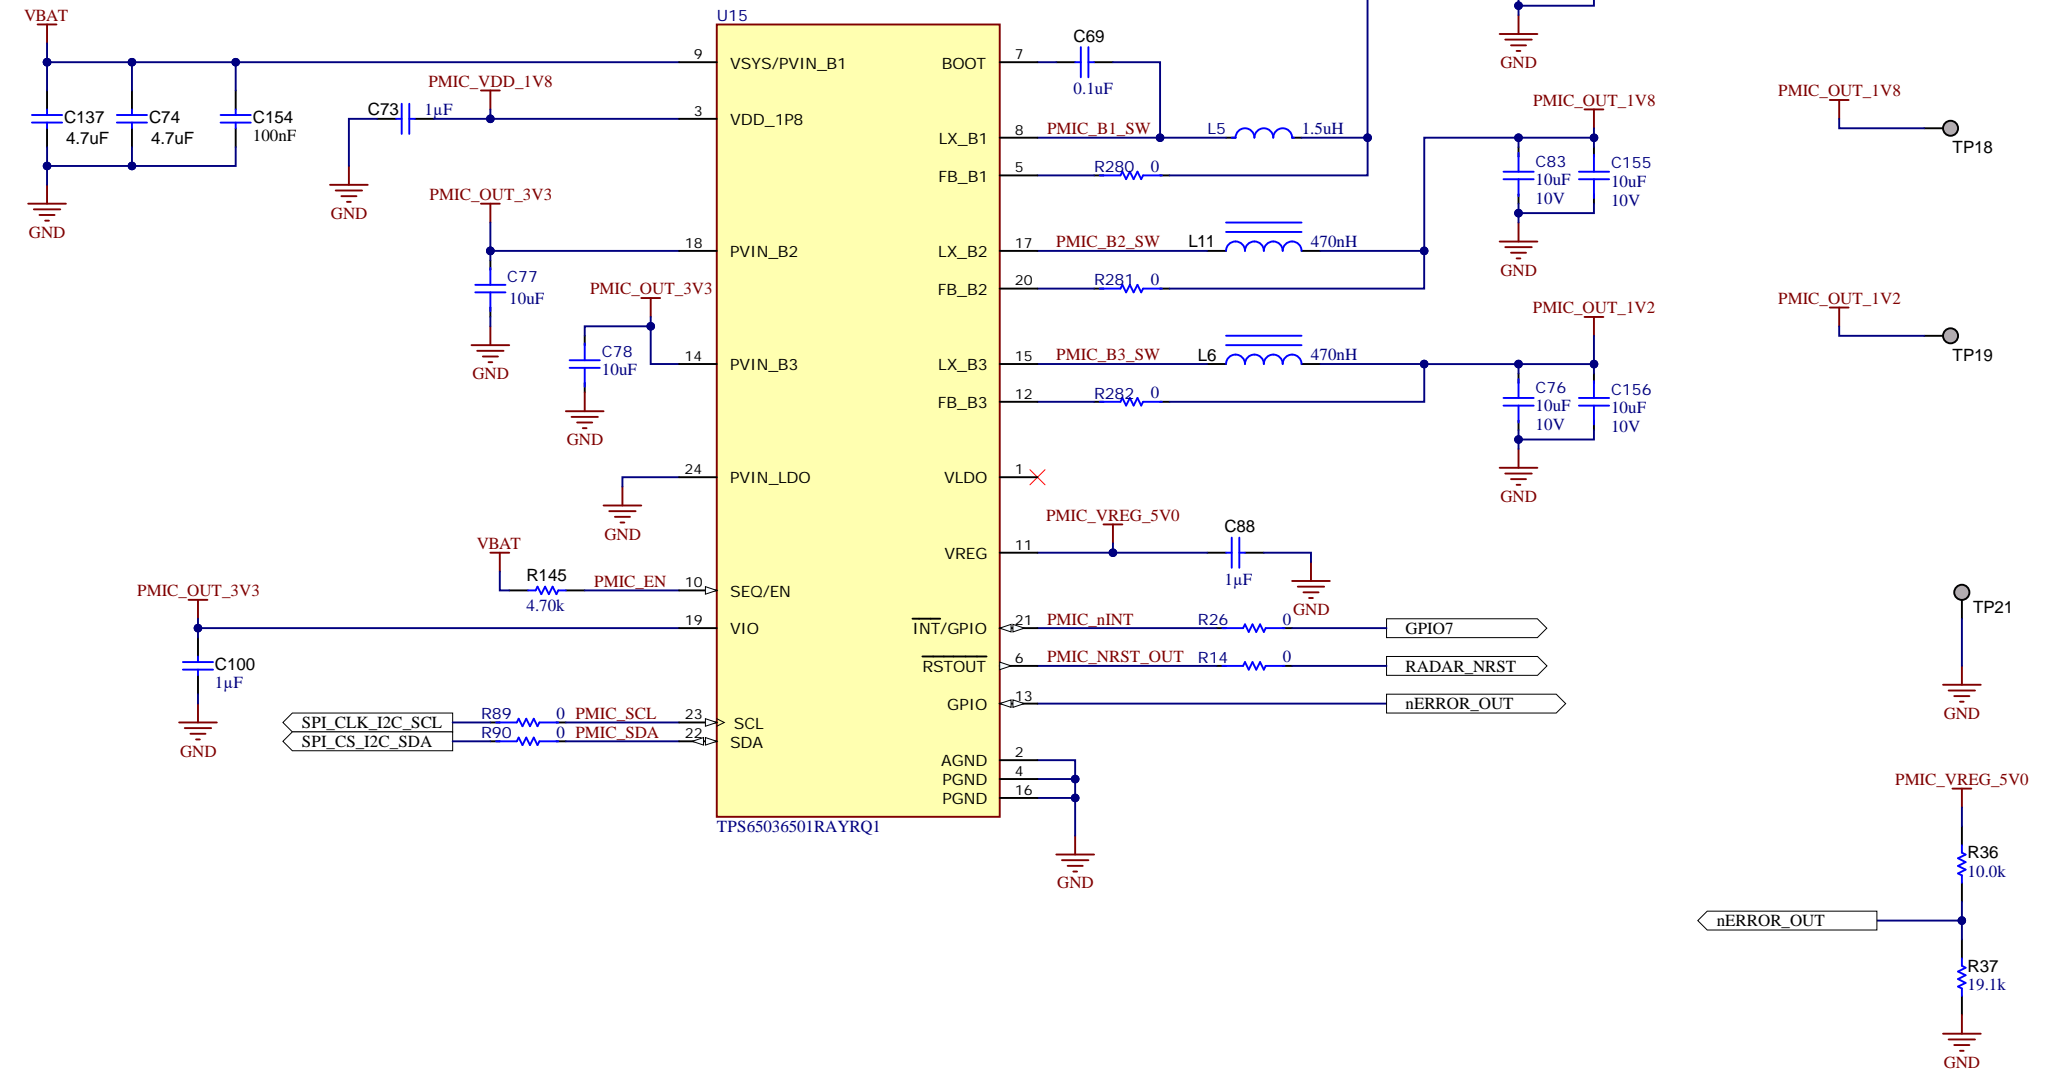 VBAT
U15
9
VSYS/PVIN_B1
BOOT
7
C69
0.1uF
GND
C137
4.7uF
C74
4.7uF
C154
100nF
GND
PMIC_VDD_1V8
C73
1µF
3
VDD_1P8
GND
LX_B1
8
PMIC_B1_SW
L5
1.5uH
FB_B1
5
R280
0
PMIC_OUT_1V8
C83
10uF
10V
C155
10uF
10V
GND
PMIC_OUT_1V8
TP18
PMIC_OUT_3V3
18
PVIN_B2
C77
10uF
GND
LX_B2
17
PMIC_B2_SW
L11
470nH
FB_B2
20
R281
0
PMIC_OUT_3V3
C78
10uF
14
PVIN_B3
GND
LX_B3
15
PMIC_B3_SW
L6
470nH
FB_B3
12
R282
0
PMIC_OUT_1V2
C76
10uF
10V
C156
10uF
10V
GND
PMIC_OUT_1V2
TP19
24
PVIN_LDO
GND
VLDO
1
PMIC_VREG_5V0
VREG
11
C88
1µF
GND
VBAT
R145
4.70k
PMIC_EN
10
SEQ/EN
PMIC_OUT_3V3
19
VIO
C100
1µF
GND
INT/GPIO
21
PMIC_nINT
R26
0
GPIO7
RSTOUT
6
PMIC_NRST_OUT
R14
0
RADAR_NRST
GPIO
13
nERROR_OUT
TP21
GND
SPI_CLK_I2C_SCL
R89
0
PMIC_SCL
23
SCL
SPI_CS_I2C_SDA
R90
0
PMIC_SDA
22
SDA
AGND
2
PGND
4
PGND
16
TPS65036501RAYRQ1
GND
PMIC_VREG_5V0
R36
10.0k
nERROR_OUT
R37
19.1k
GND